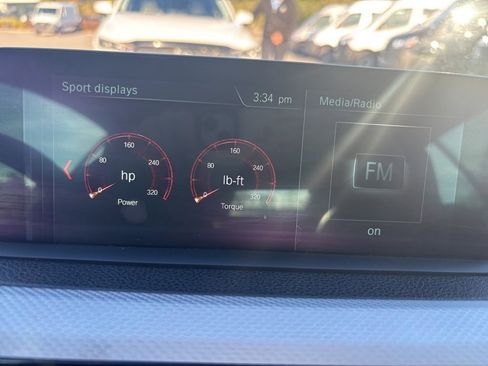 Sport displays
3:34 pm
Media/Radio
160
80
240
hp
0
320
Power
160
80
240
lb-ft
0
320
Torque
FM
on